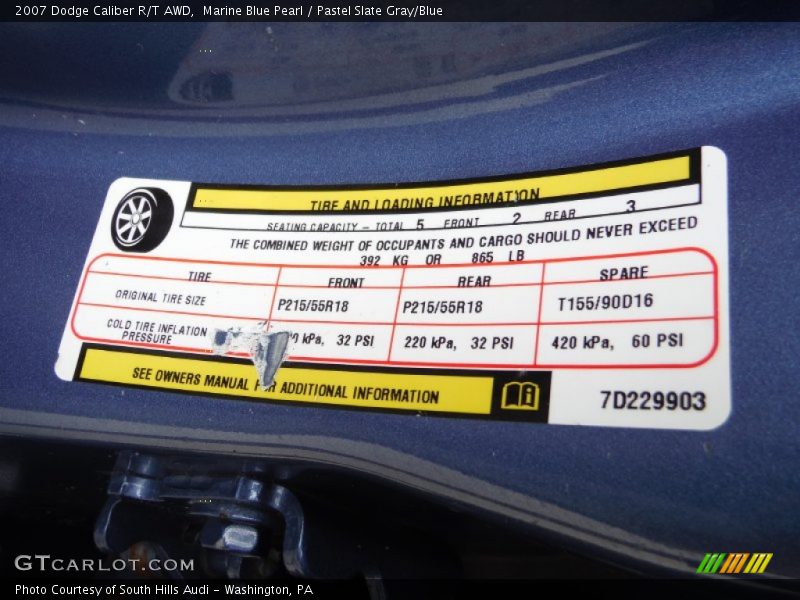 2007 Dodge Caliber R/T AWD, Marine Blue Pearl / Pastel Slate Gray/Blue
TIRE AND LOADING INFORMATION
SEATING CAPACITY - TOTAL 5 FRONT 2 REAR 3
THE COMBINED WEIGHT OF OCCUPANTS AND CARGO SHOULD NEVER EXCEED
392 KG OR 865 LB
TIRE FRONT REAR SPARE
ORIGINAL TIRE SIZE P215/55R18 P215/55R18 T155/90D16
COLD TIRE INFLATION
PRESSURE 0 kPa, 32 PSI 220 kPa, 32 PSI 420 kPa, 60 PSI
SEE OWNERS MANUAL FOR ADDITIONAL INFORMATION
7D229903
GTCARLOT.COM
Photo Courtesy of South Hills Audi - Washington, PA